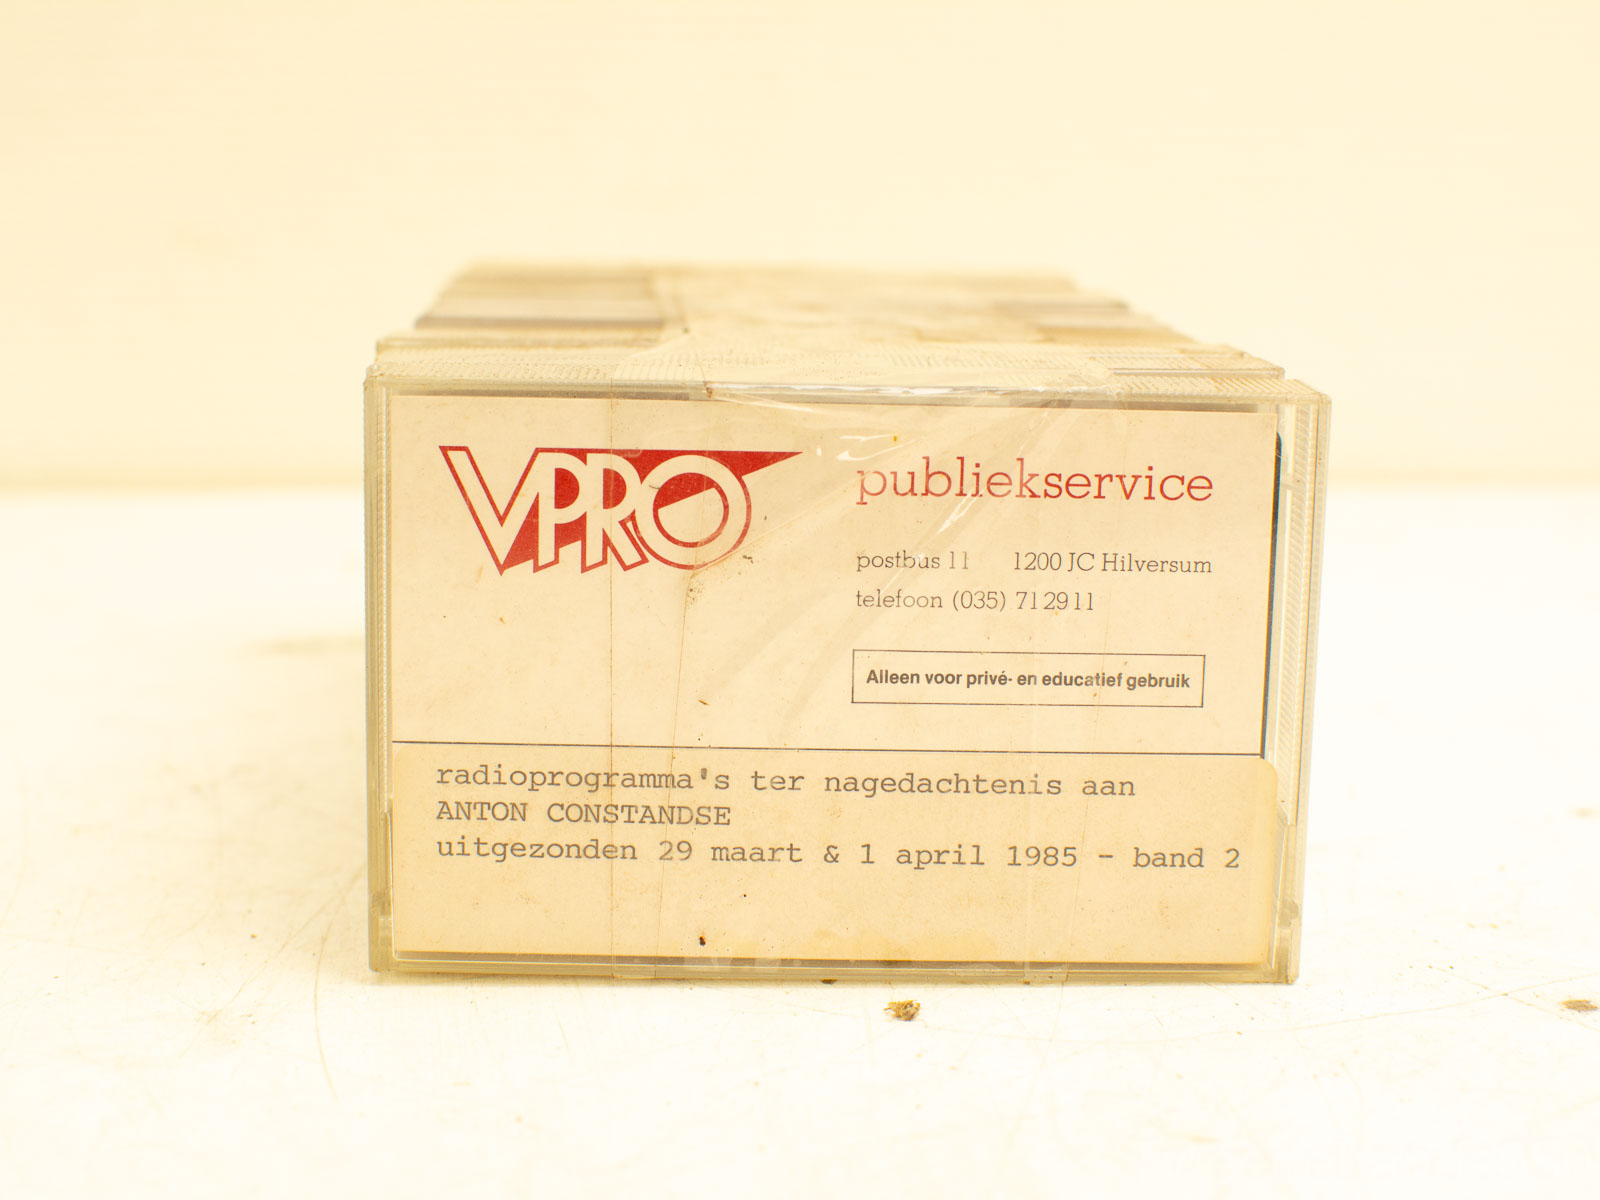 VPRO
publiekservice
postbus 11 1200 JC Hilversum
telefoon (035) 712911
Alleen voor privé- en educatief gebruik
radioprogramma's ter nagedachtenis aan
ANTON CONSTANDSE
uitgezonden 29 maart & 1 april 1985 - band 2